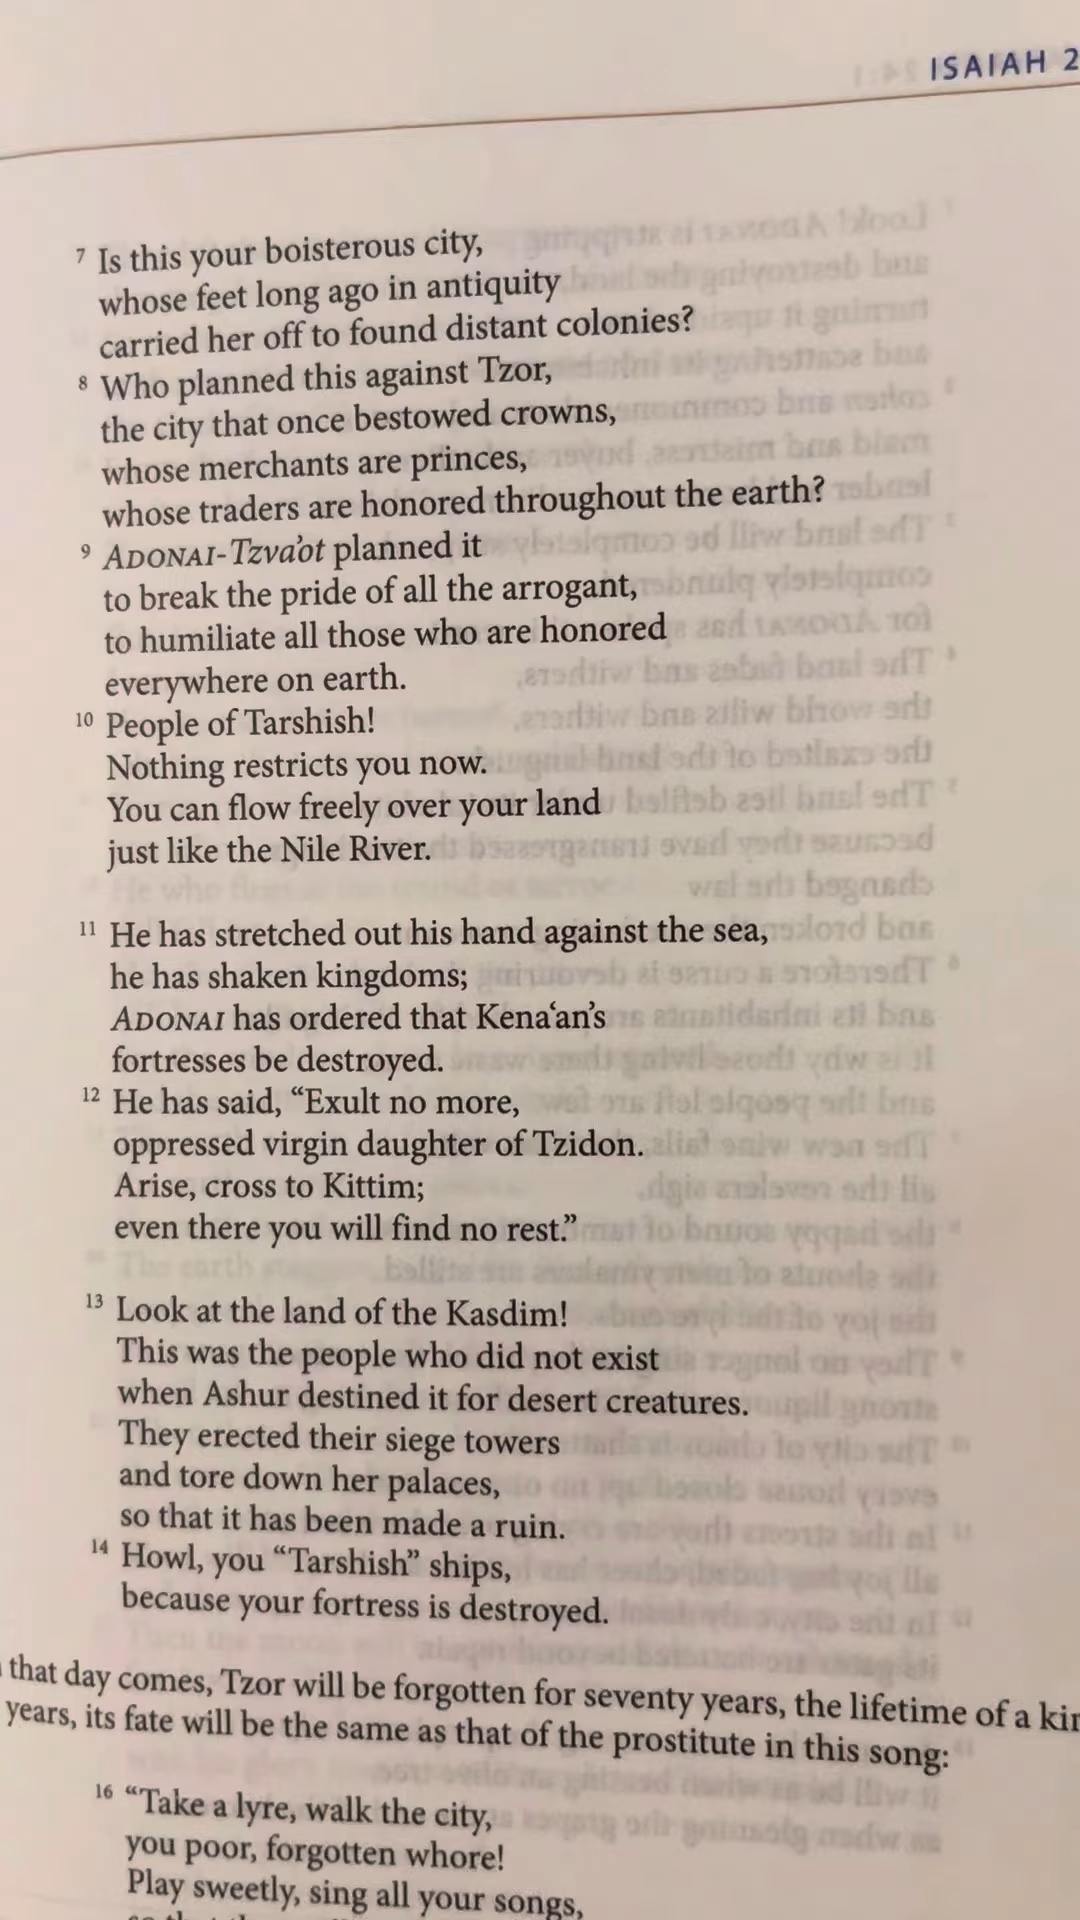 ISAIAH 2
7 Is this your boisterous city,
whose feet long ago in antiquity
carried her off to found distant colonies?
8 Who planned this against Tzor,
the city that once bestowed crowns,
whose merchants are princes,
whose traders are honored throughout the earth?
9 ADONAI-Tzva'ot planned it
to break the pride of all the arrogant,
to humiliate all those who are honored
everywhere on earth.
10 People of Tarshish!
Nothing restricts you now.
You can flow freely over your land
just like the Nile River.
11 He has stretched out his hand against the sea,
he has shaken kingdoms;
ADONAI has ordered that Kena‘an’s
fortresses be destroyed.
12 He has said, “Exult no more,
oppressed virgin daughter of Tzidon.
Arise, cross to Kittim;
even there you will find no rest.”
13 Look at the land of the Kasdim!
This was the people who did not exist
when Ashur destined it for desert creatures.
They erected their siege towers
and tore down her palaces,
so that it has been made a ruin.
14 Howl, you “Tarshish” ships,
because your fortress is destroyed.
that day comes, Tzor will be forgotten for seventy years, the lifetime of a kin
years, its fate will be the same as that of the prostitute in this song:
16 “Take a lyre, walk the city,
you poor, forgotten whore!
Play sweetly, sing all your songs,